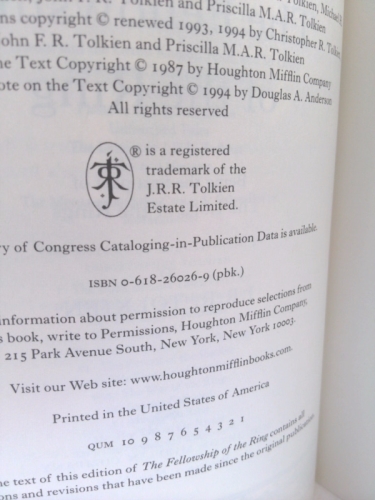 Tolkien, John F. R. Tolkien and Priscilla M.A.R. Tolkien, Michael
ns copyright © renewed 1993, 1994 by Christopher R. Tolkien
John F. R. Tolkien and Priscilla M.A.R. Tolkien
he Text Copyright © 1987 by Houghton Mifflin Company
ote on the Text Copyright © 1994 by Douglas A. Anderson
All rights reserved
® is a registered
trademark of the
J.R.R. Tolkien
Estate Limited.
ry of Congress Cataloging-in-Publication Data is available.
ISBN 0-618-26026-9 (pbk.)
information about permission to reproduce selections from
s book, write to Permissions, Houghton Mifflin Company,
215 Park Avenue South, New York, New York 10003.
Visit our Web site: www.houghtonmifflinbooks.com.
Printed in the United States of America
QUM 10 9 8 7 6 5 4 3 2 1
he text of this edition of The Fellowship of the Ring contains all
ons and revisions that have been made since the original publication